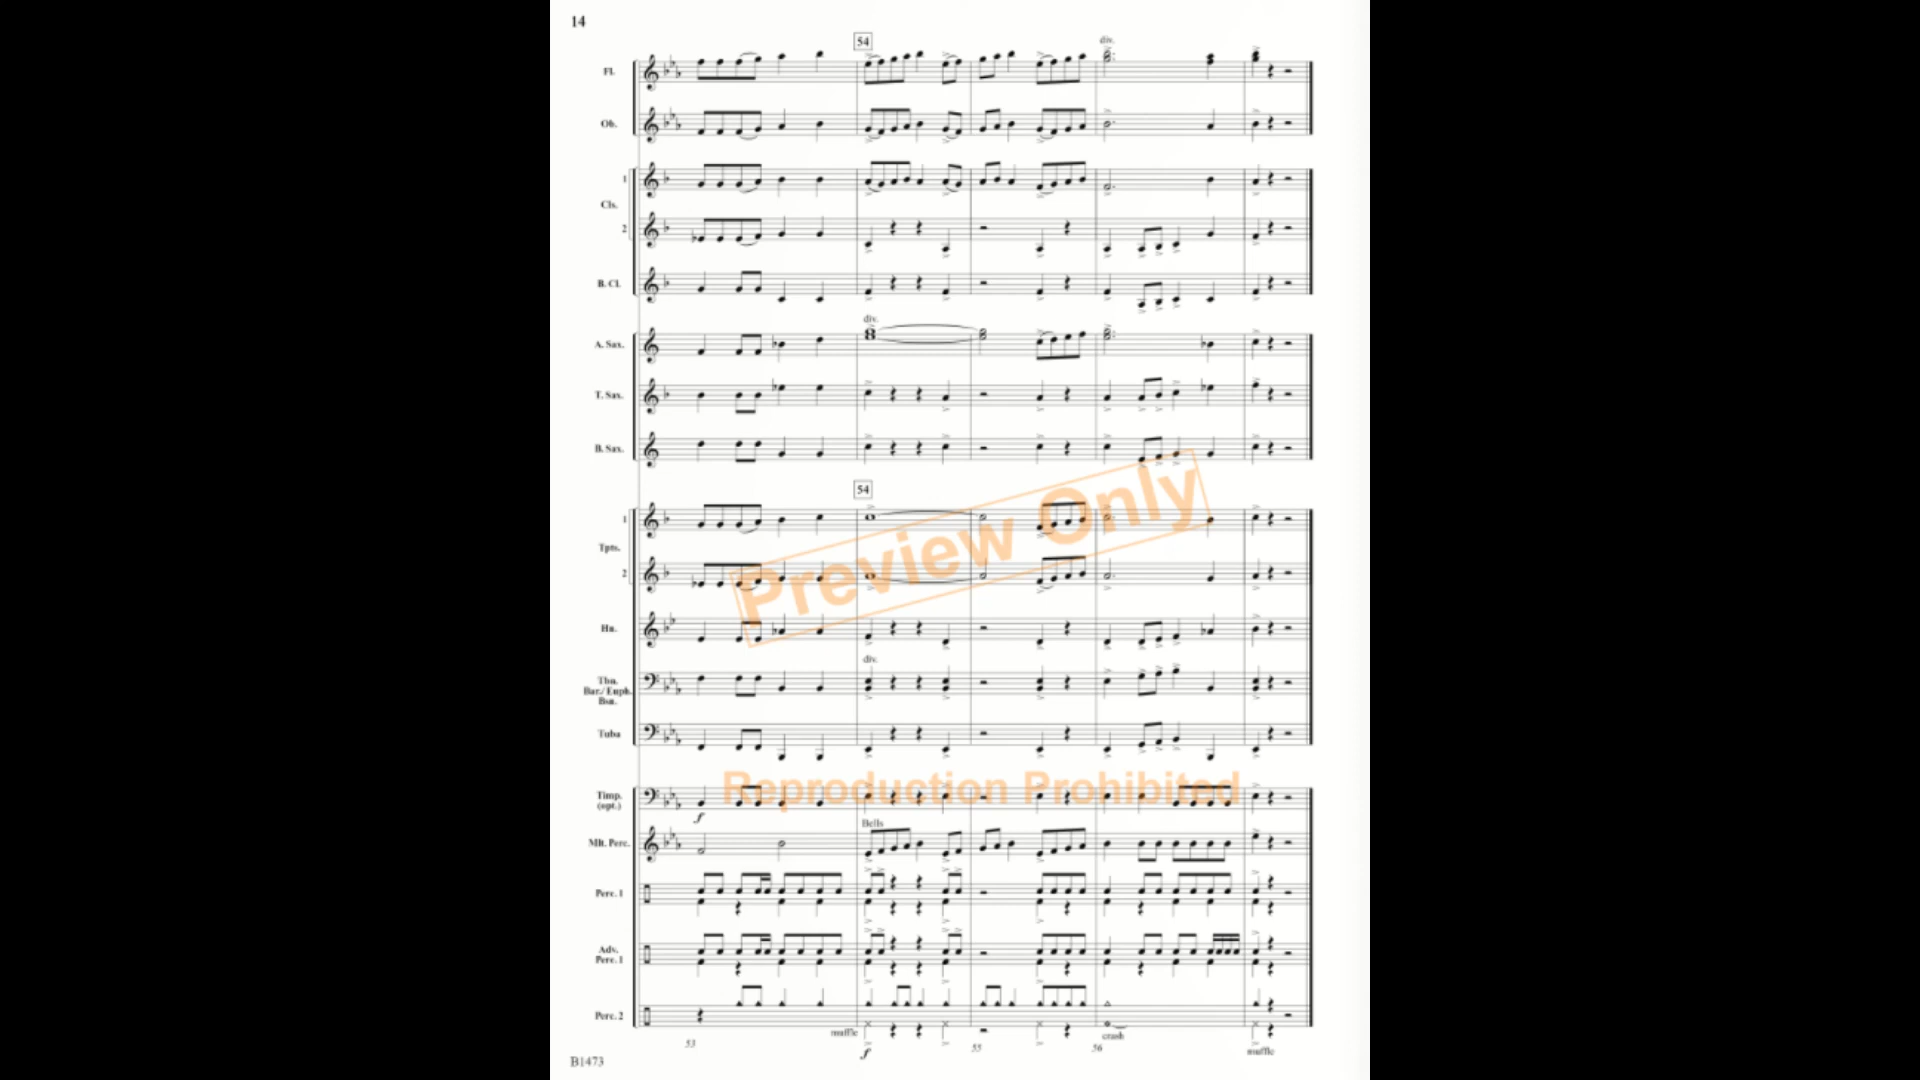 14
54
div.
Fl.
Ob.
1
Cls.
2
B. Cl.
div.
A. Sax.
T. Sax.
B. Sax.
54
1
Tpts.
2
Hn.
div.
Tbn.
Bar./ Euph.
Bsn.
Tuba
Timp.
(opt.)
f
Bells
Mlt. Perc.
Perc. 1
Adv.
Perc. 1
Perc. 2
muffle
f
crash
muffle
53
55
56
B1473
Preview Only
Reproduction Prohibited